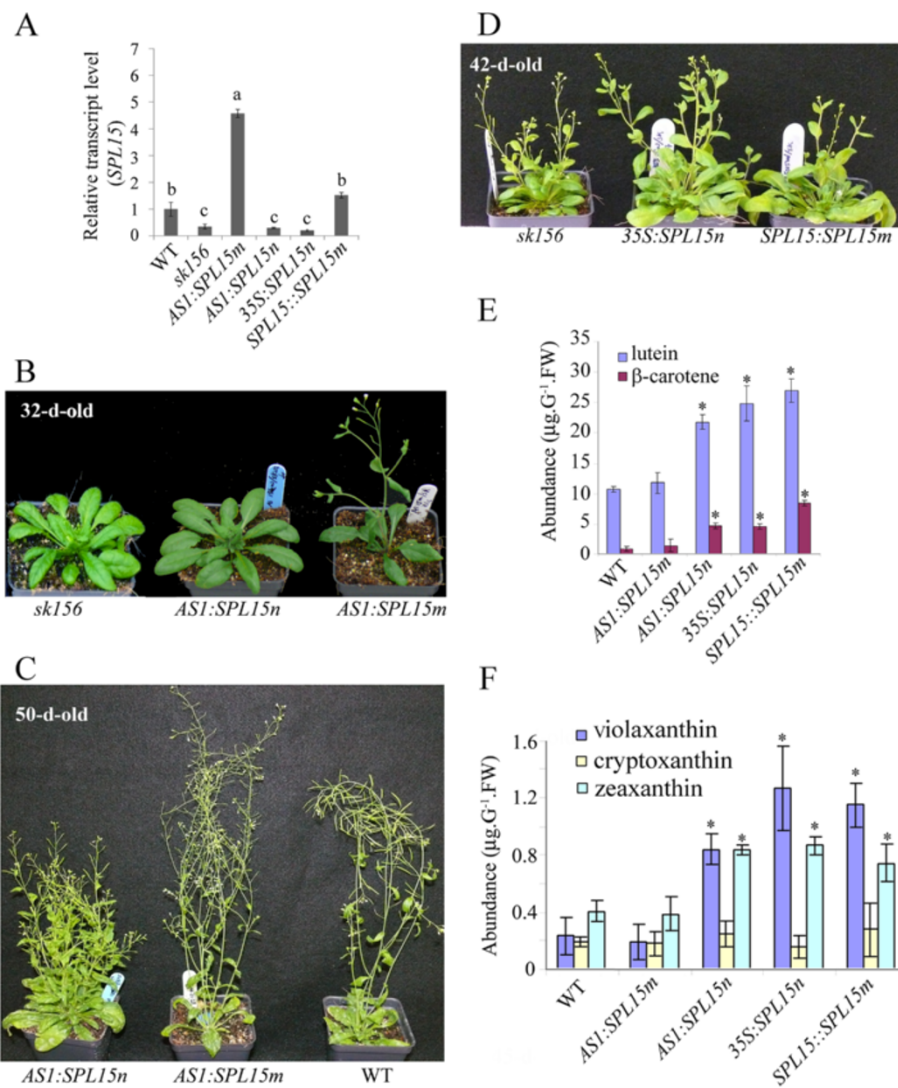 A
Relative transcript level
(SPL15)
7
6
5
4
3
2
1
0
b
c
a
c
c
b
WT
sk156
AS1:SPL15m
AS1:SPL15n
35S:SPL15n
SPL15::SPL15m
B
32-d-old
sk156
AS1:SPL15n
AS1:SPL15m
C
50-d-old
AS1:SPL15n
AS1:SPL15m
WT
D
42-d-old
sk156
35S:SPL15n
SPL15::SPL15m
E
Abundance (µg.G⁻¹.FW)
35
30
25
20
15
10
5
0
lutein
β-carotene
*
*
*
*
*
*
WT
AS1:SPL15m
AS1:SPL15n
35S:SPL15n
SPL15::SPL15m
F
Abundance (µg.G⁻¹.FW)
1.6
1.2
0.8
0.4
0
violaxanthin
cryptoxanthin
zeaxanthin
*
*
*
*
*
*
WT
AS1:SPL15m
AS1:SPL15n
35S:SPL15n
SPL15::SPL15m